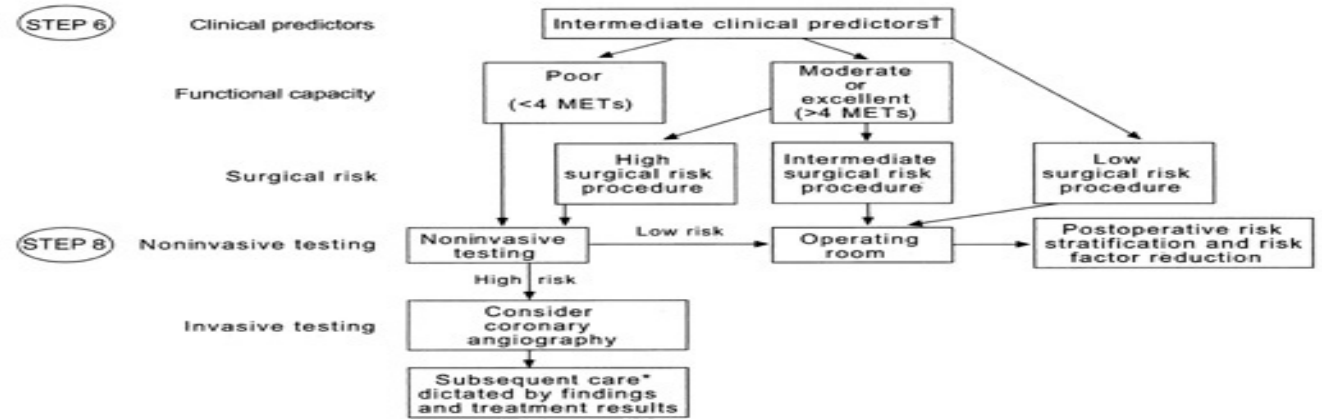 STEP 6
Clinical predictors
Intermediate clinical predictors†
Functional capacity
Poor
(<4 METs)
Moderate
or
excellent
(>4 METs)
Surgical risk
High
surgical risk
procedure
Intermediate
surgical risk
procedure
Low
surgical risk
procedure
STEP 8
Noninvasive testing
Noninvasive
testing
Low risk
Operating
room
Postoperative risk
stratification and risk
factor reduction
High risk
Invasive testing
Consider
coronary
angiography
Subsequent care*
dictated by findings
and treatment results